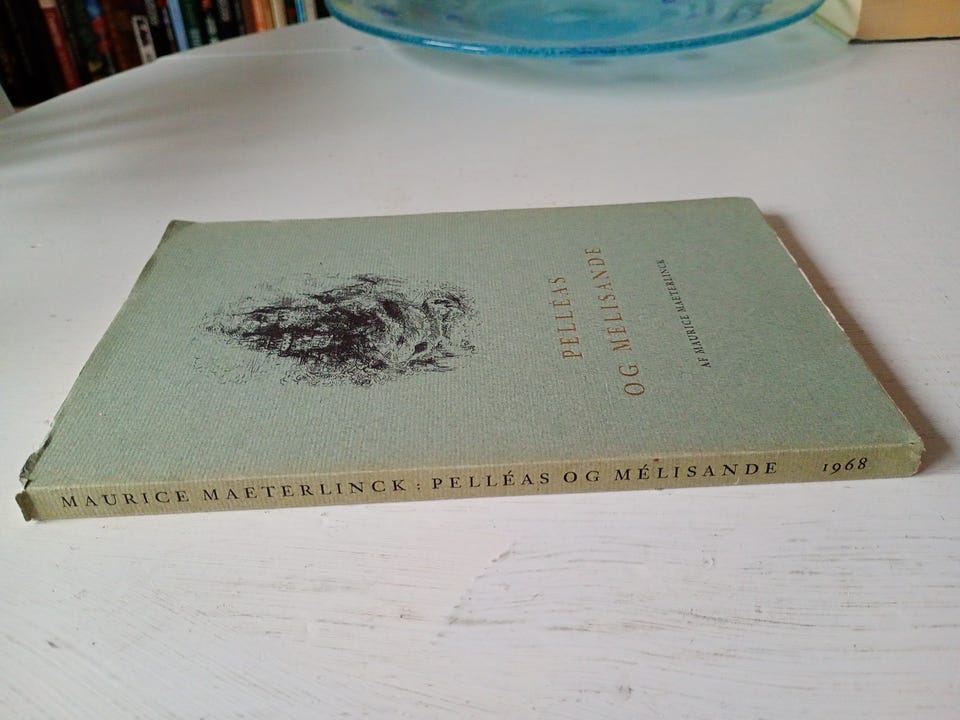 PELLÉAS
OG MÉLISANDE
AF MAURICE MAETERLINCK
MAURICE MAETERLINCK : PELLÉAS OG MÉLISANDE 1968